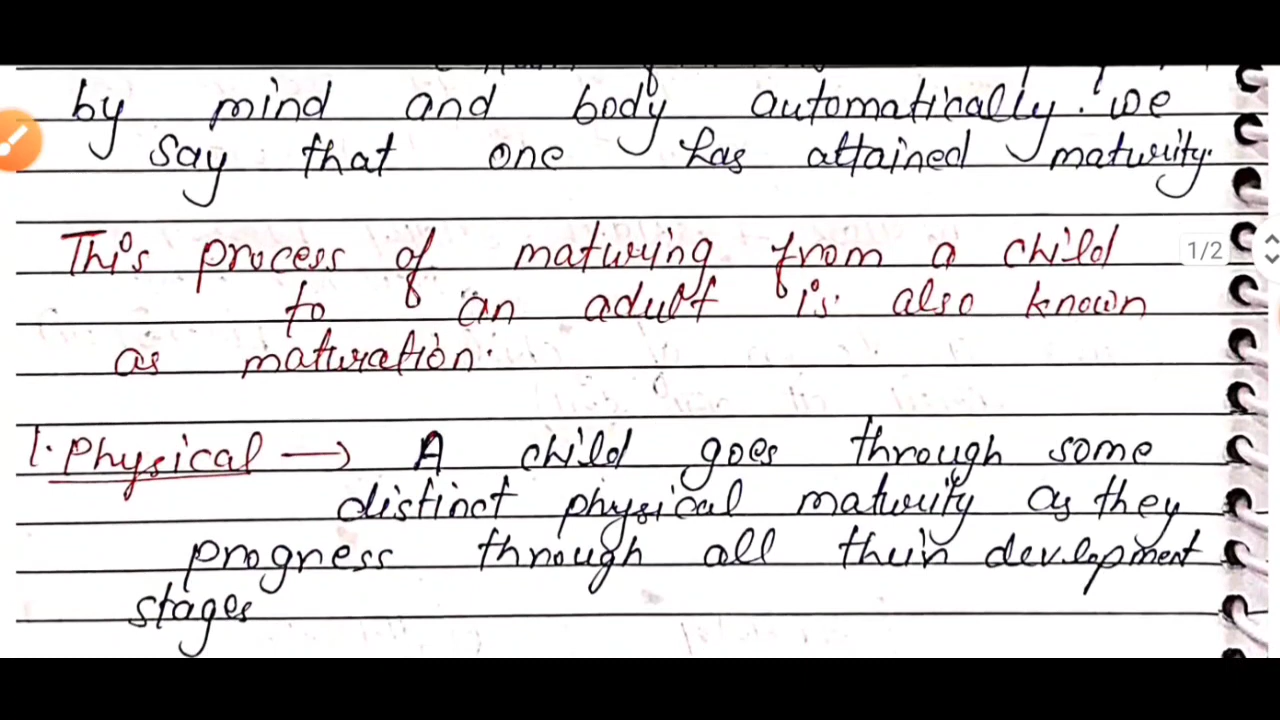 by mind and body automatically. we
say that one has attained maturity.
This process of maturing from a child
to an adult is also known
as maturation.
1/2
1. Physical → A child goes through some
distinct physical maturity as they
progress through all their development
stages